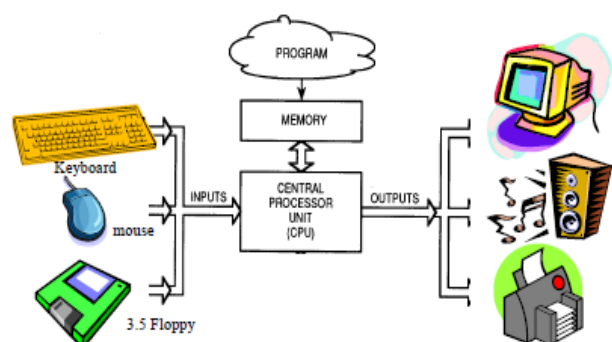 PROGRAM
MEMORY
Keyboard
INPUTS
CENTRAL
PROCESSOR
UNIT
(CPU)
OUTPUTS
mouse
3.5 Floppy